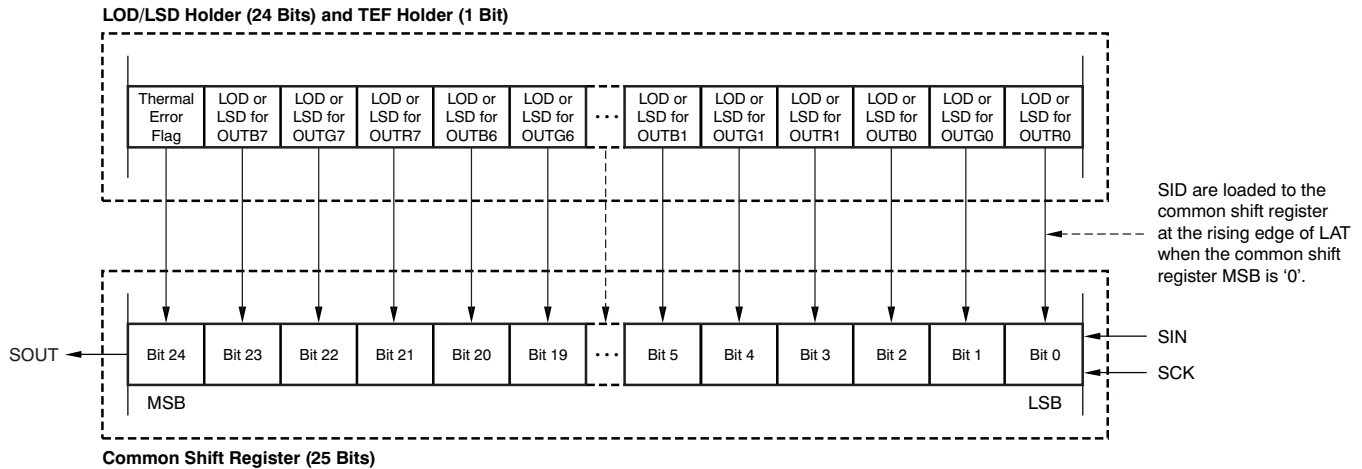 LOD/LSD Holder (24 Bits) and TEF Holder (1 Bit)
Thermal
Error
Flag
LOD or
LSD for
OUTB7
LOD or
LSD for
OUTG7
LOD or
LSD for
OUTR7
LOD or
LSD for
OUTB6
LOD or
LSD for
OUTG6
• • •
LOD or
LSD for
OUTB1
LOD or
LSD for
OUTG1
LOD or
LSD for
OUTR1
LOD or
LSD for
OUTB0
LOD or
LSD for
OUTG0
LOD or
LSD for
OUTR0
SID are loaded to the
common shift register
at the rising edge of LAT
when the common shift
register MSB is ‘0’.
SOUT
Bit 24
Bit 23
Bit 22
Bit 21
Bit 20
Bit 19
• • •
Bit 5
Bit 4
Bit 3
Bit 2
Bit 1
Bit 0
SIN
SCK
MSB
LSB
Common Shift Register (25 Bits)